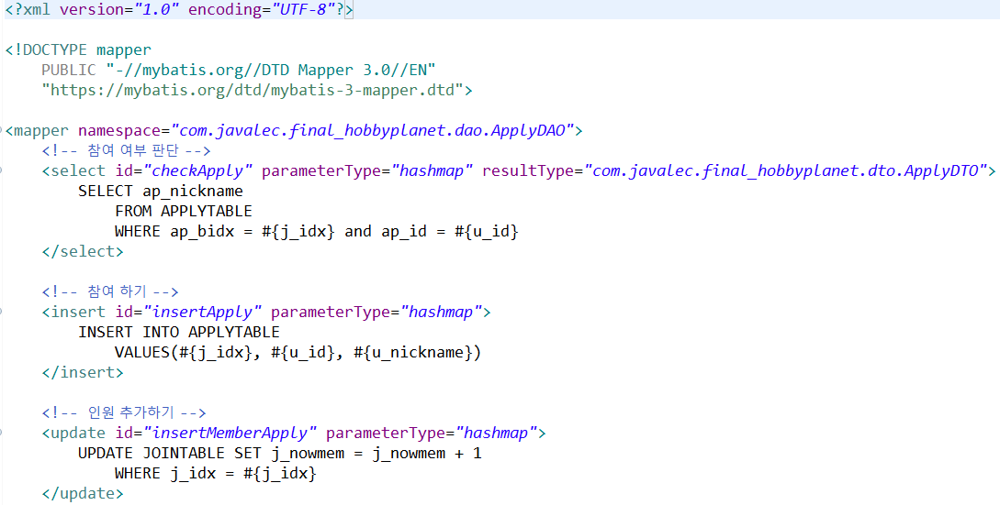 <?xml version="1.0" encoding="UTF-8"?>
<!DOCTYPE mapper
PUBLIC "-//mybatis.org//DTD Mapper 3.0//EN"
"https://mybatis.org/dtd/mybatis-3-mapper.dtd">
<mapper namespace="com.javalec.final_hobbyplanet.dao.ApplyDAO">
<!-- 참여 여부 판단 -->
<select id="checkApply" parameterType="hashmap" resultType="com.javalec.final_hobbyplanet.dto.ApplyDTO">
SELECT ap_nickname
FROM APPLYTABLE
WHERE ap_bidx = #{j_idx} and ap_id = #{u_id}
</select>
<!-- 참여 하기 -->
<insert id="insertApply" parameterType="hashmap">
INSERT INTO APPLYTABLE
VALUES(#{j_idx}, #{u_id}, #{u_nickname})
</insert>
<!-- 인원 추가하기 -->
<update id="insertMemberApply" parameterType="hashmap">
UPDATE JOINTABLE SET j_nowmem = j_nowmem + 1
WHERE j_idx = #{j_idx}
</update>